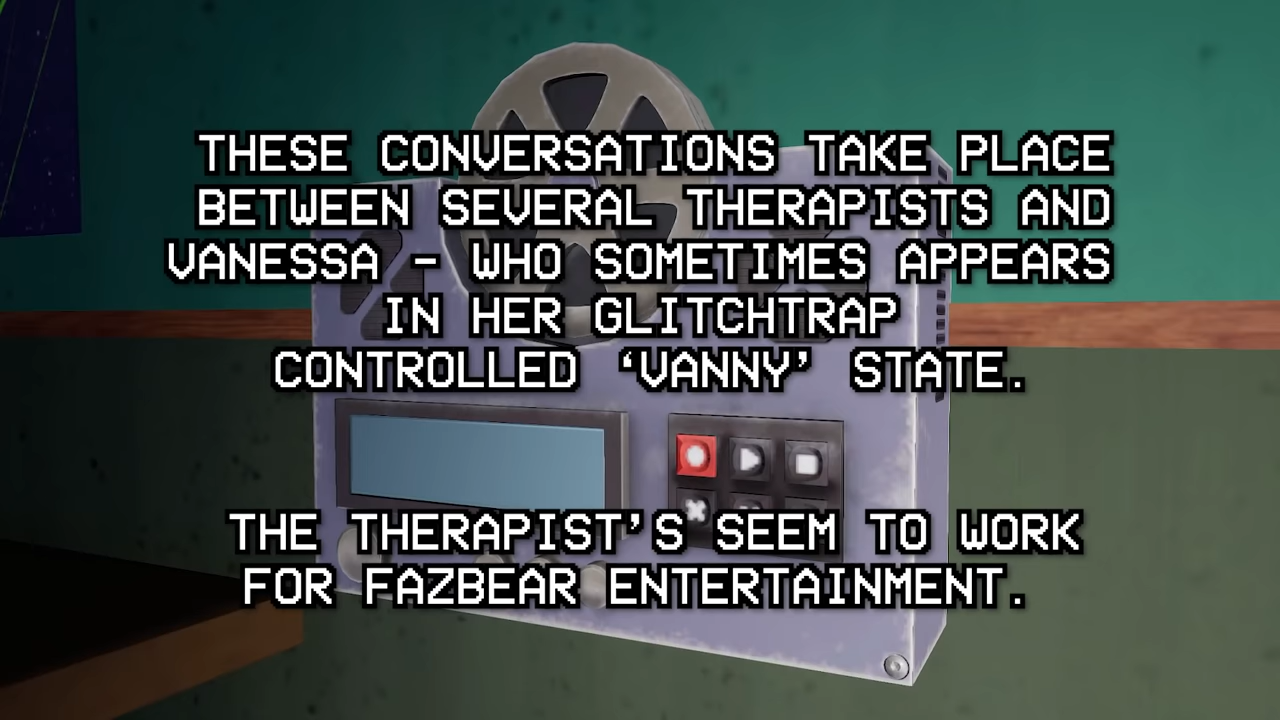 THESE CONVERSATIONS TAKE PLACE
BETWEEN SEVERAL THERAPISTS AND
VANESSA - WHO SOMETIMES APPEARS
IN HER GLITCHTRAP
CONTROLLED ‘VANNY’ STATE.
THE THERAPIST’S SEEM TO WORK
FOR FAZBEAR ENTERTAINMENT.